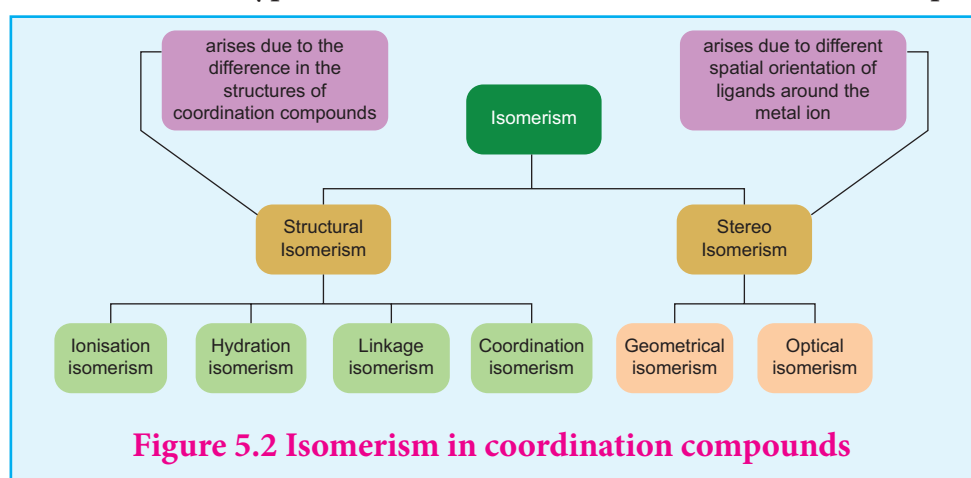 arises due to the
difference in the
structures of
coordination compounds
arises due to different
spatial orientation of
ligands around the
metal ion
Isomerism
Structural
Isomerism
Stereo
Isomerism
Ionisation
isomerism
Hydration
isomerism
Linkage
isomerism
Coordination
isomerism
Geometrical
isomerism
Optical
isomerism
Figure 5.2 Isomerism in coordination compounds